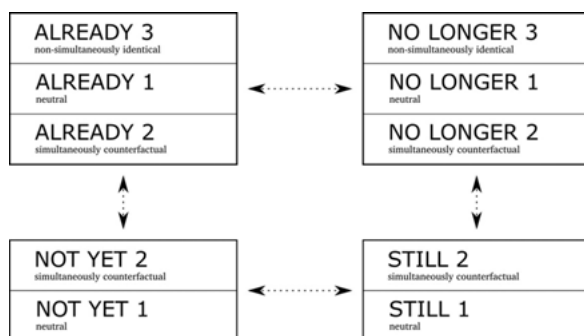 ALREADY 3
non-simultaneously identical
ALREADY 1
neutral
ALREADY 2
simultaneously counterfactual
NO LONGER 3
non-simultaneously identical
NO LONGER 1
neutral
NO LONGER 2
simultaneously counterfactual
NOT YET 2
simultaneously counterfactual
NOT YET 1
neutral
STILL 2
simultaneously counterfactual
STILL 1
neutral